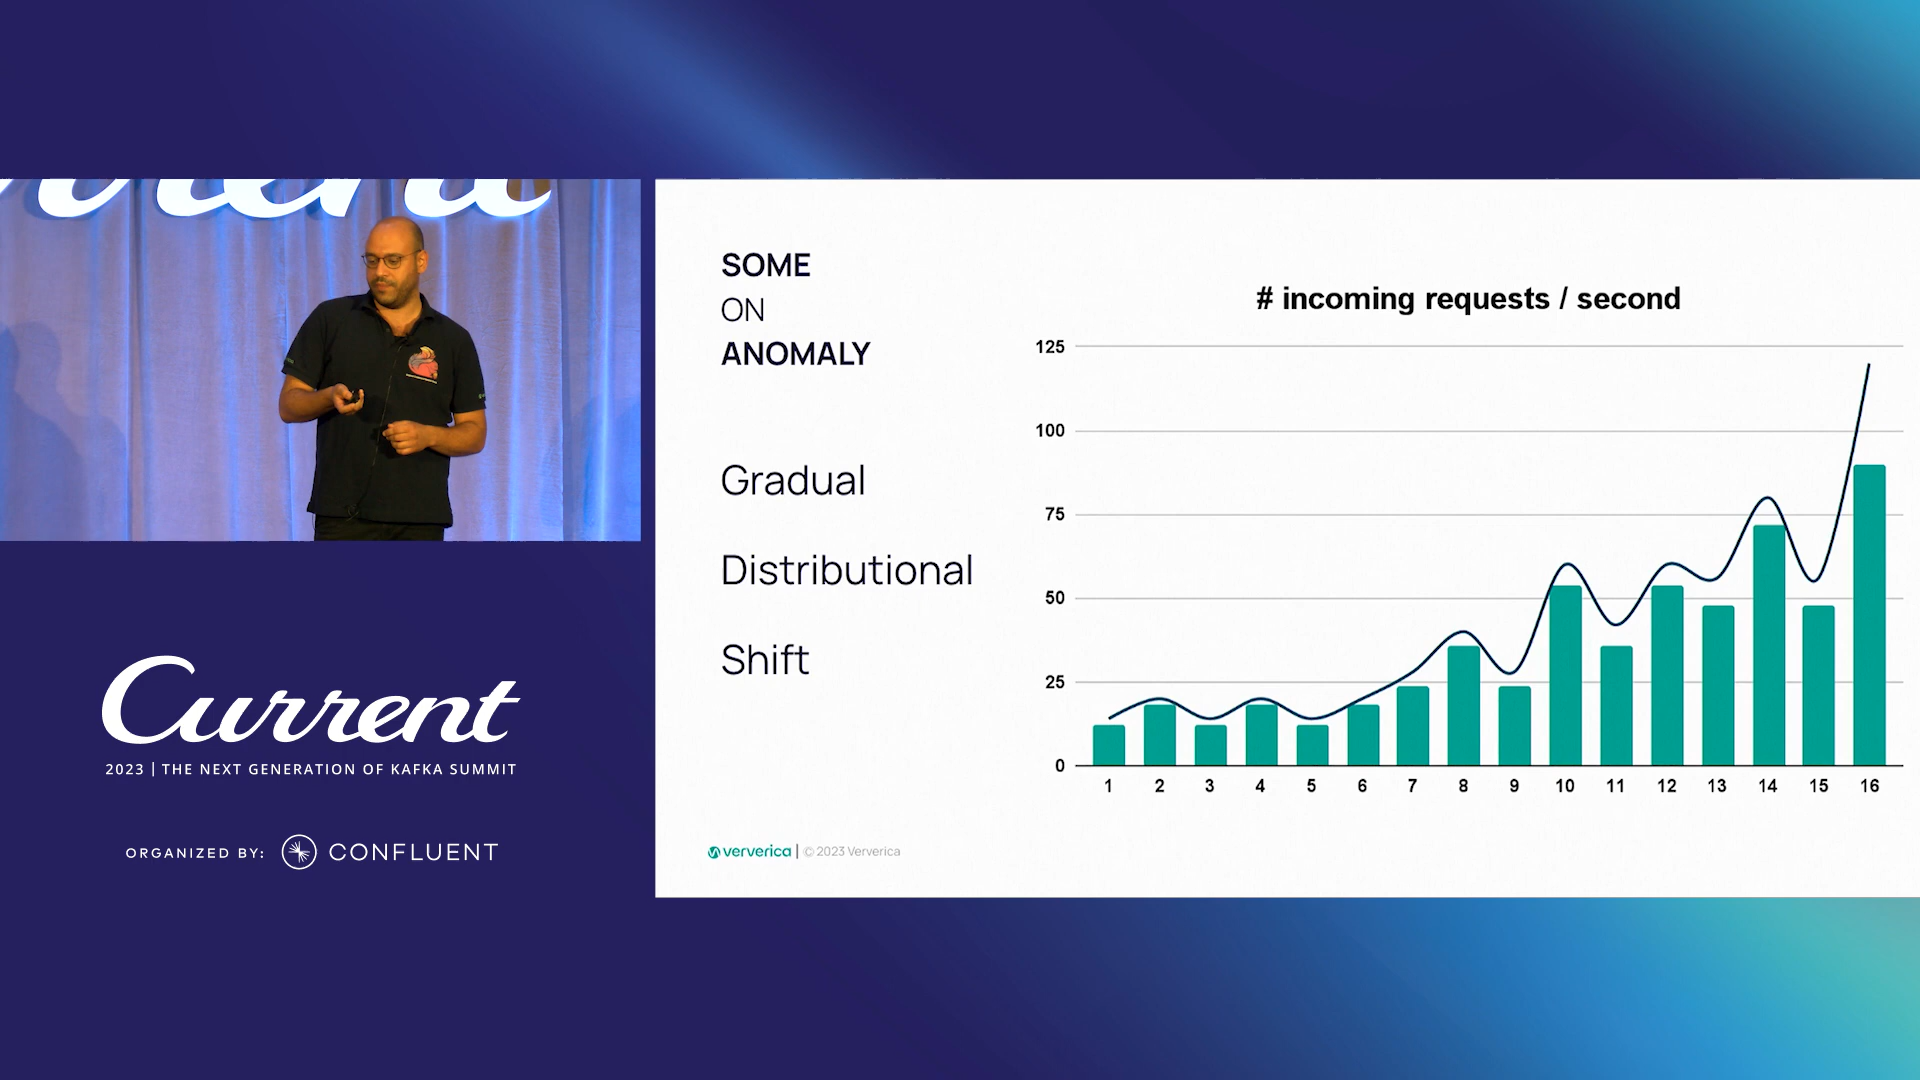 Current
2023 | THE NEXT GENERATION OF KAFKA SUMMIT
ORGANIZED BY: CONFLUENT
SOME
ON
ANOMALY
Gradual
Distributional
Shift
# incoming requests / second
125
100
75
50
25
0
1 2 3 4 5 6 7 8 9 10 11 12 13 14 15 16
ververica | © 2023 Ververica